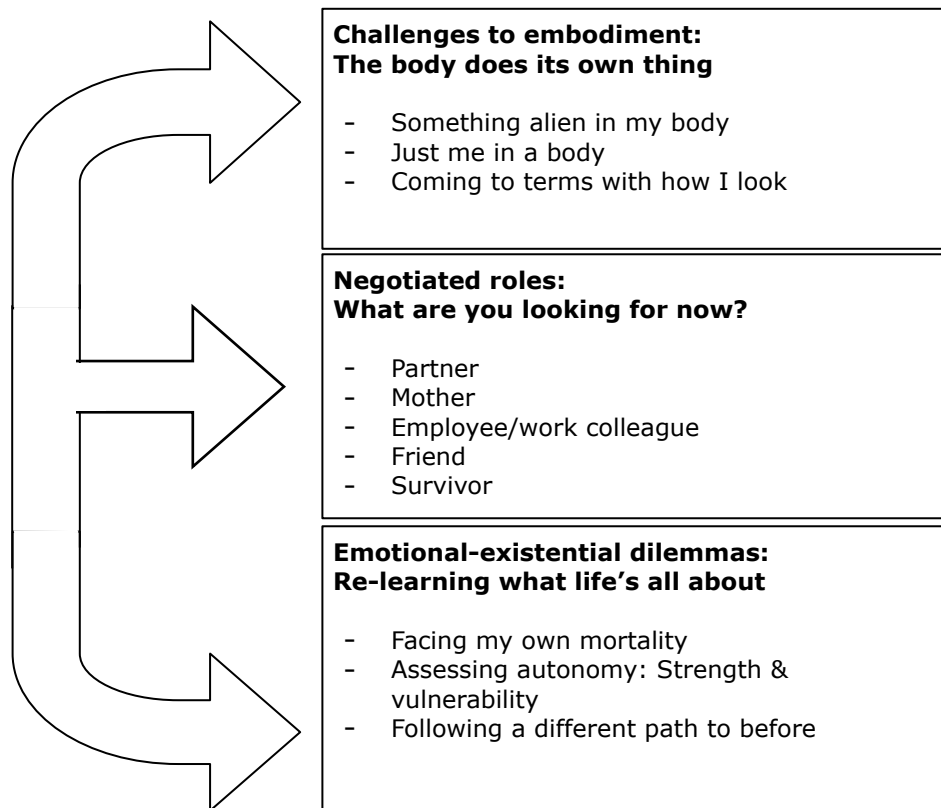 Challenges to embodiment:
The body does its own thing
- Something alien in my body
- Just me in a body
- Coming to terms with how I look
Negotiated roles:
What are you looking for now?
- Partner
- Mother
- Employee/work colleague
- Friend
- Survivor
Emotional-existential dilemmas:
Re-learning what life’s all about
- Facing my own mortality
- Assessing autonomy: Strength &
vulnerability
- Following a different path to before